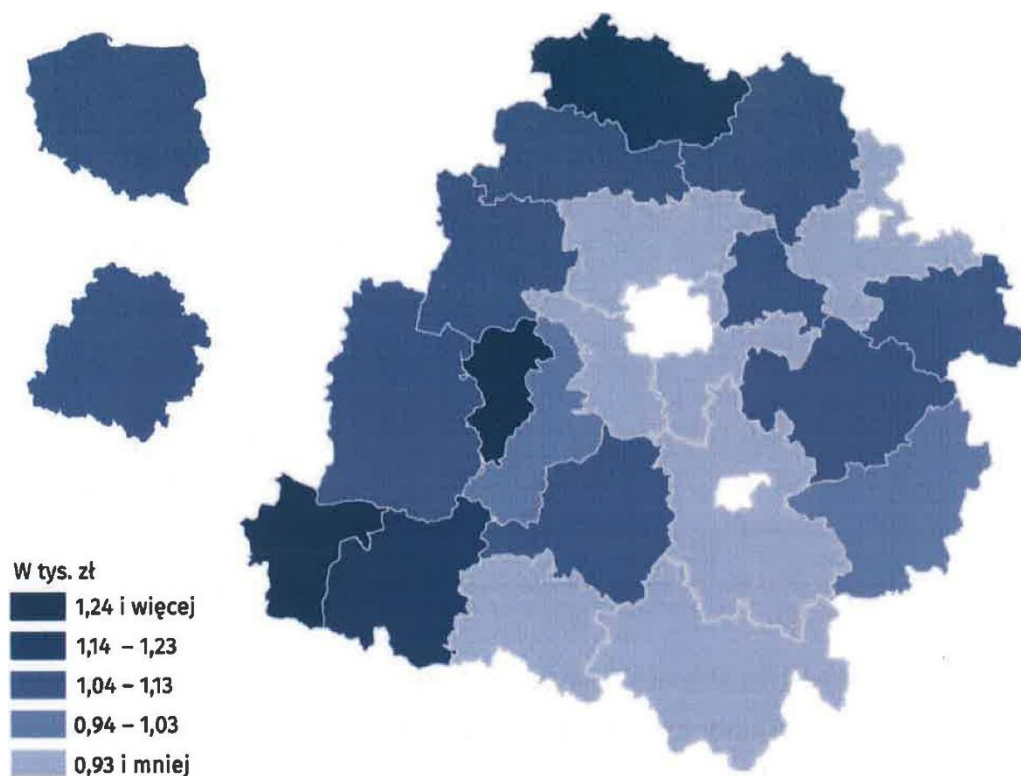 W tys. zł
1,24 i więcej
1,14 – 1,23
1,04 – 1,13
0,94 – 1,03
0,93 i mniej